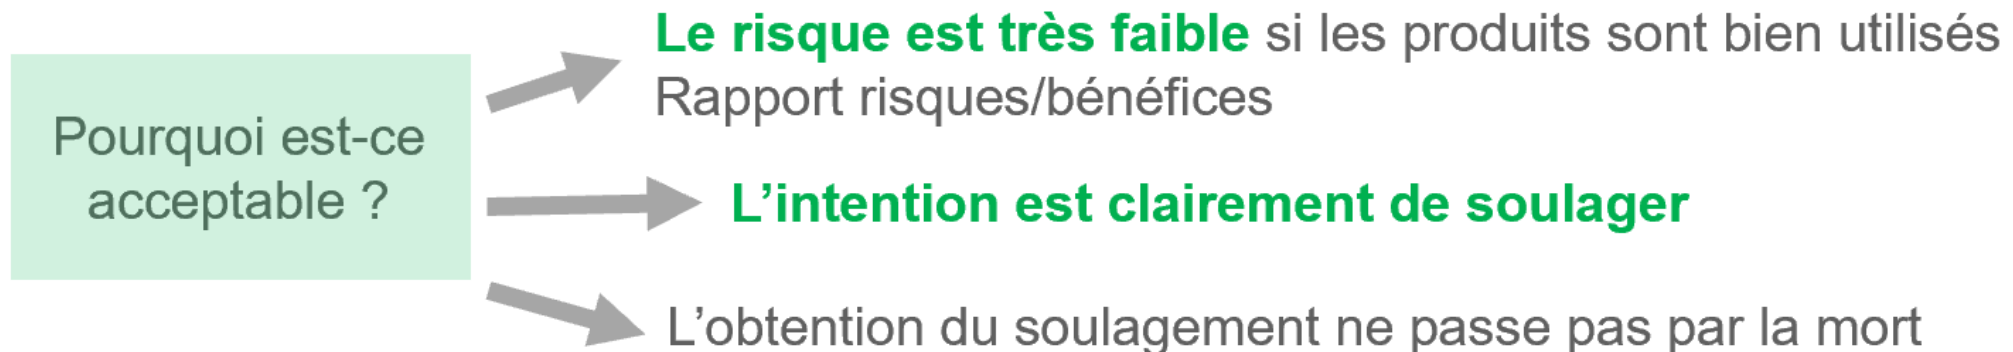 Pourquoi est-ce
acceptable ?
Le risque est très faible si les produits sont bien utilisés
Rapport risques/bénéfices
L’intention est clairement de soulager
L’obtention du soulagement ne passe pas par la mort